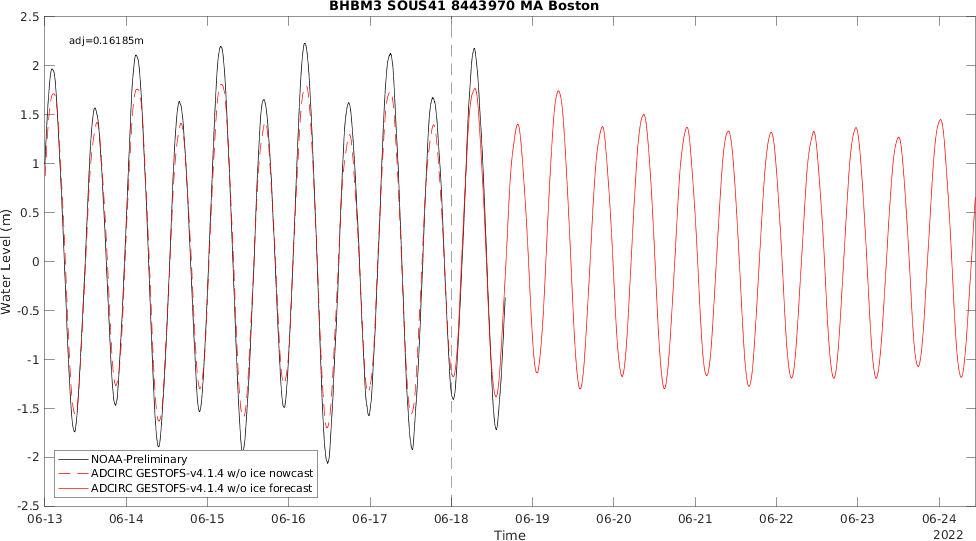 BHBM3 SOUS41 8443970 MA Boston
adj=0.16185m
2.5
2
1.5
1
0.5
0
-0.5
-1
-1.5
-2
-2.5
Water Level (m)
NOAA-Preliminary
ADCIRC GESTOFS-v4.1.4 w/o ice nowcast
ADCIRC GESTOFS-v4.1.4 w/o ice forecast
06-13 06-14 06-15 06-16 06-17 06-18 06-19 06-20 06-21 06-22 06-23 06-24
Time
2022